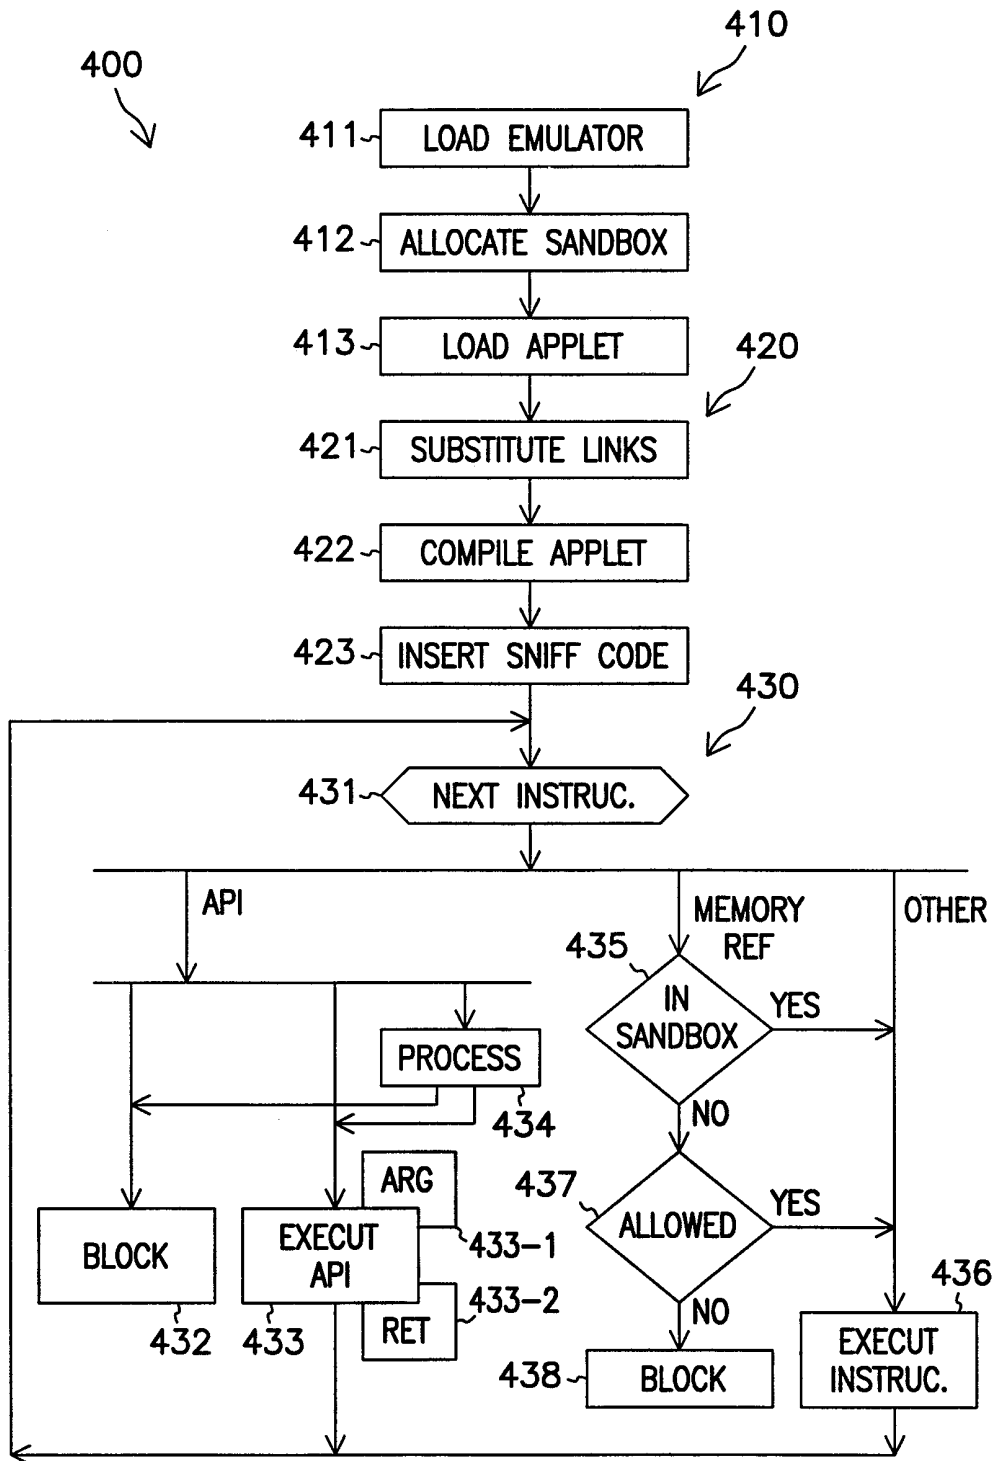 410
400
411
LOAD EMULATOR
412
ALLOCATE SANDBOX
413
LOAD APPLET
420
421
SUBSTITUTE LINKS
422
COMPILE APPLET
423
INSERT SNIFF CODE
430
431
NEXT INSTRUC.
API
MEMORY
REF
OTHER
435
IN
SANDBOX
YES
PROCESS
434
NO
ARG
433-1
437
ALLOWED
YES
BLOCK
432
EXECUT
API
433
433-2
RET
NO
436
438
BLOCK
EXECUT
INSTRUC.